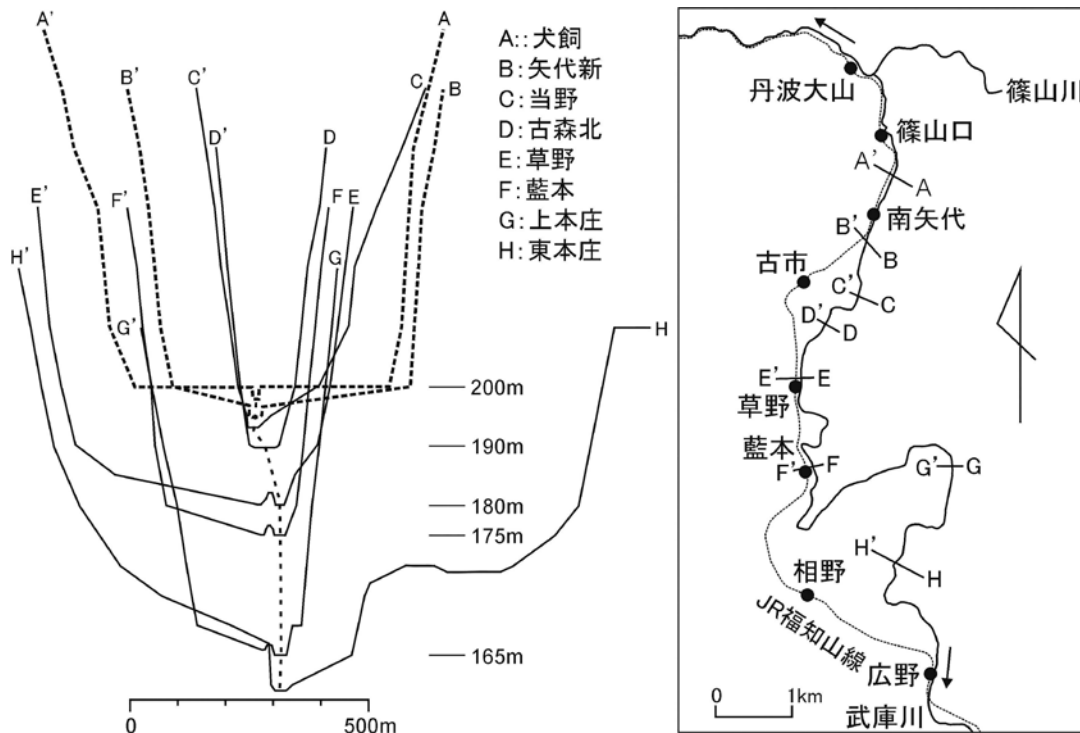 A'
A
B'
C'
C
B
D'
D
E'
F'
F
E
H'
G
G'
H
A::犬飼
B:矢代新
C:当野
D:古森北
E:草野
F:藍本
G:上本庄
H:東本庄
200m
190m
180m
175m
165m
0
500m
丹波大山
篠山川
篠山口
A'
A
南矢代
B'
B
古市
C'
C
D'
D
E'
E
草野
藍本
F'
F
G'
G
H'
H
相野
JR福知山線
広野
0
1km
武庫川